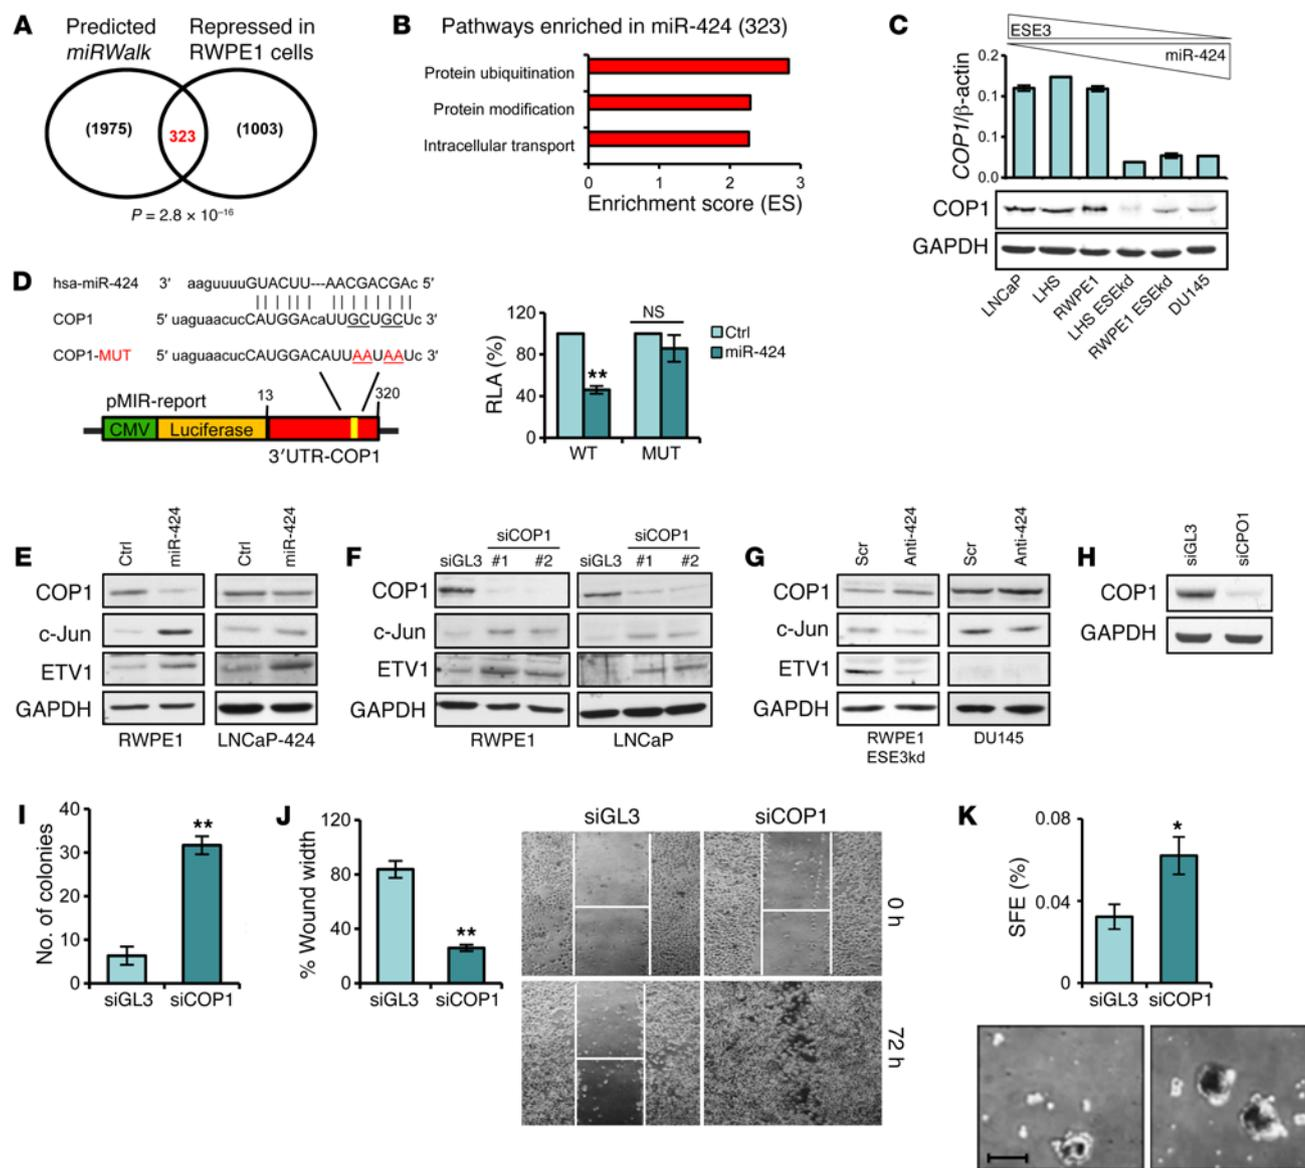 A
Predicted
miRWalk
Repressed in
RWPE1 cells
(1975)
323
(1003)
P = 2.8 × 10⁻¹⁶
B
Pathways enriched in miR-424 (323)
Protein ubiquitination
Protein modification
Intracellular transport
0 1 2 3
Enrichment score (ES)
C
ESE3
miR-424
COP1/β-actin
0.2
0.1
0.1
0.0
COP1
GAPDH
LNCaP
LHS
RWPE1
LHS ESEkd
RWPE1 ESEkd
DU145
D
hsa-miR-424 3′ aaguuuuGUACUU---AACGACGAc 5′
COP1 5′ uaguaacucCAUGGAcaUUGCUGCUc 3′
COP1-MUT 5′ uaguaacucCAUGGACAUUAAUAAUc 3′
pMIR-report
13
320
CMV
Luciferase
3′UTR-COP1
RLA (%)
120
80
40
0
NS
**
Ctrl
miR-424
WT
MUT
E
Ctrl
miR-424
Ctrl
miR-424
COP1
c-Jun
ETV1
GAPDH
RWPE1
LNCaP-424
F
siCOP1
siCOP1
siGL3 #1 #2
siGL3 #1 #2
COP1
c-Jun
ETV1
GAPDH
RWPE1
LNCaP
G
Scr
Anti-424
Scr
Anti-424
COP1
c-Jun
ETV1
GAPDH
RWPE1
ESE3kd
DU145
H
siGL3
siCPO1
COP1
GAPDH
I
No. of colonies
40
30
20
10
0
**
siGL3 siCOP1
J
% Wound width
120
80
40
0
**
siGL3 siCOP1
siGL3
siCOP1
0 h
72 h
K
SFE (%)
0.08
0.04
0
*
siGL3 siCOP1